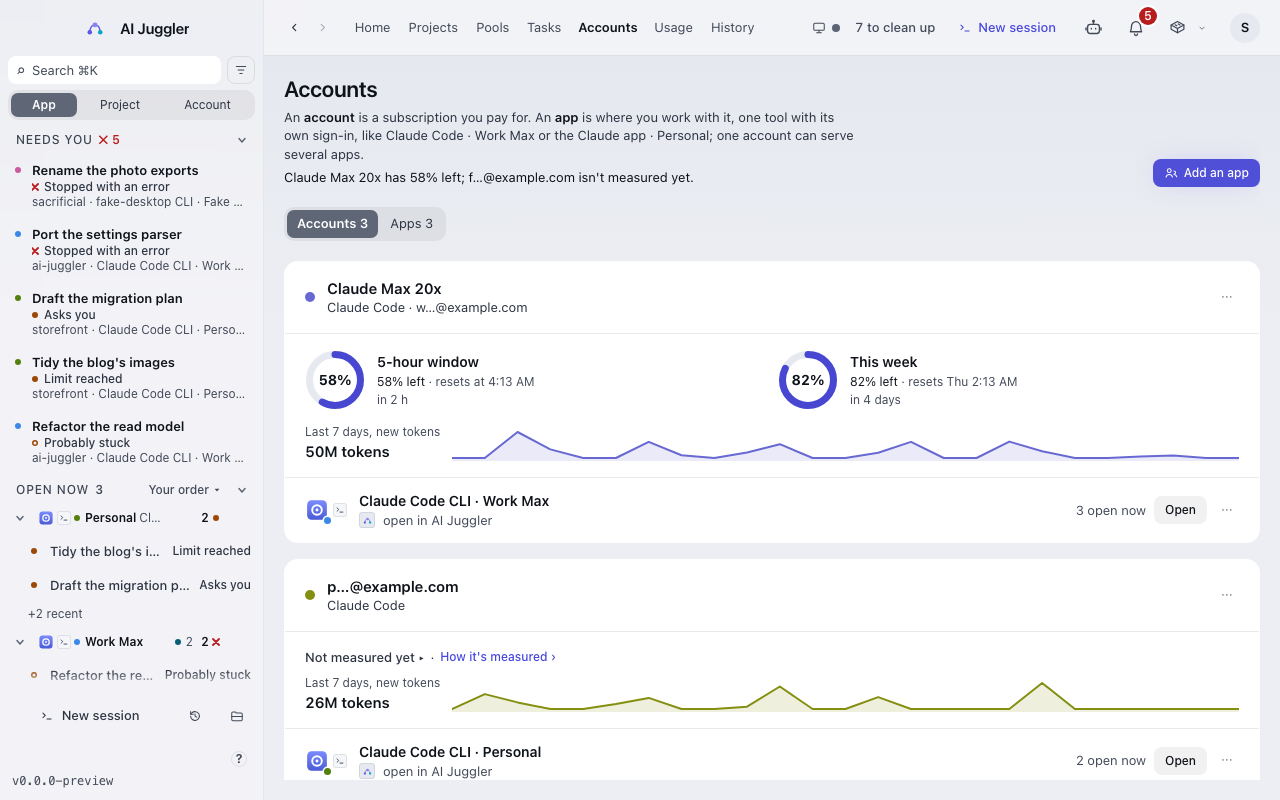 AI Juggler
Search ⌘K
App Project Account
NEEDS YOU 5
Rename the photo exports
Stopped with an error
sacrificial · fake-desktop CLI · Fake ...
Port the settings parser
Stopped with an error
ai-juggler · Claude Code CLI · Work ...
Draft the migration plan
Asks you
storefront · Claude Code CLI · Perso...
Tidy the blog's images
Limit reached
storefront · Claude Code CLI · Perso...
Refactor the read model
Probably stuck
ai-juggler · Claude Code CLI · Work ...
OPEN NOW 3 Your order
Personal Cl... 2
Tidy the blog's i... Limit reached
Draft the migration p... Asks you
+2 recent
Work Max 2 2
Refactor the re... Probably stuck
New session
?
v0.0.0-preview
Home Projects Pools Tasks Accounts Usage History 7 to clean up New session 5 S
Accounts
An account is a subscription you pay for. An app is where you work with it, one tool with its
own sign-in, like Claude Code · Work Max or the Claude app · Personal; one account can serve
several apps.
Claude Max 20x has 58% left; f...@example.com isn't measured yet.
Add an app
Accounts 3 Apps 3
Claude Max 20x
Claude Code · w...@example.com
58% 5-hour window
58% left · resets at 4:13 AM
in 2 h
82% This week
82% left · resets Thu 2:13 AM
in 4 days
Last 7 days, new tokens
50M tokens
Claude Code CLI · Work Max
open in AI Juggler
3 open now Open
p...@example.com
Claude Code
Not measured yet · How it's measured ›
Last 7 days, new tokens
26M tokens
Claude Code CLI · Personal
open in AI Juggler
2 open now Open